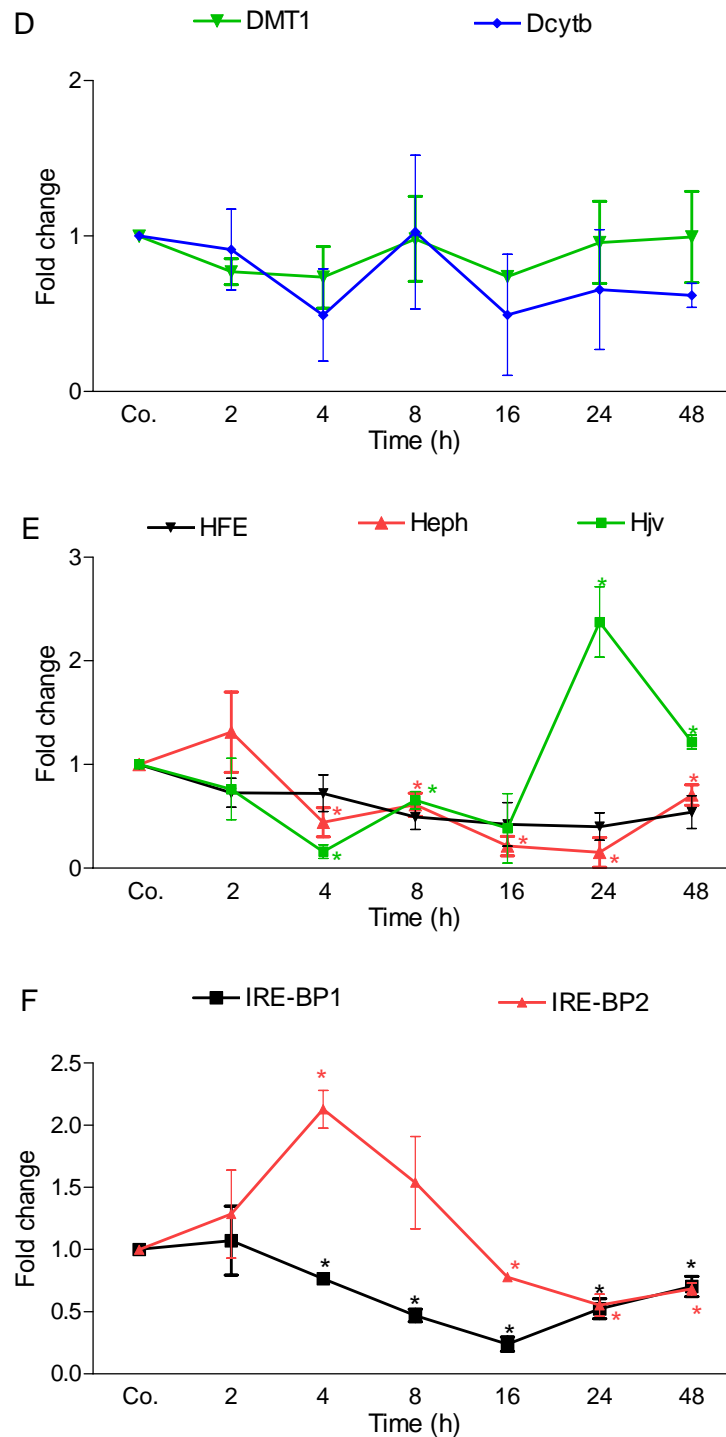 D
DMT1 Dcytb
2
1
0
Fold change
Co. 2 4 8 16 24 48
Time (h)
E
HFE Heph Hjv
3
2
1
0
Fold change
* * * * * * * * *
Co. 2 4 8 16 24 48
Time (h)
F
IRE-BP1 IRE-BP2
2.5
2.0
1.5
1.0
0.5
0.0
Fold change
* * * * * * * * *
Co. 2 4 8 16 24 48
Time (h)